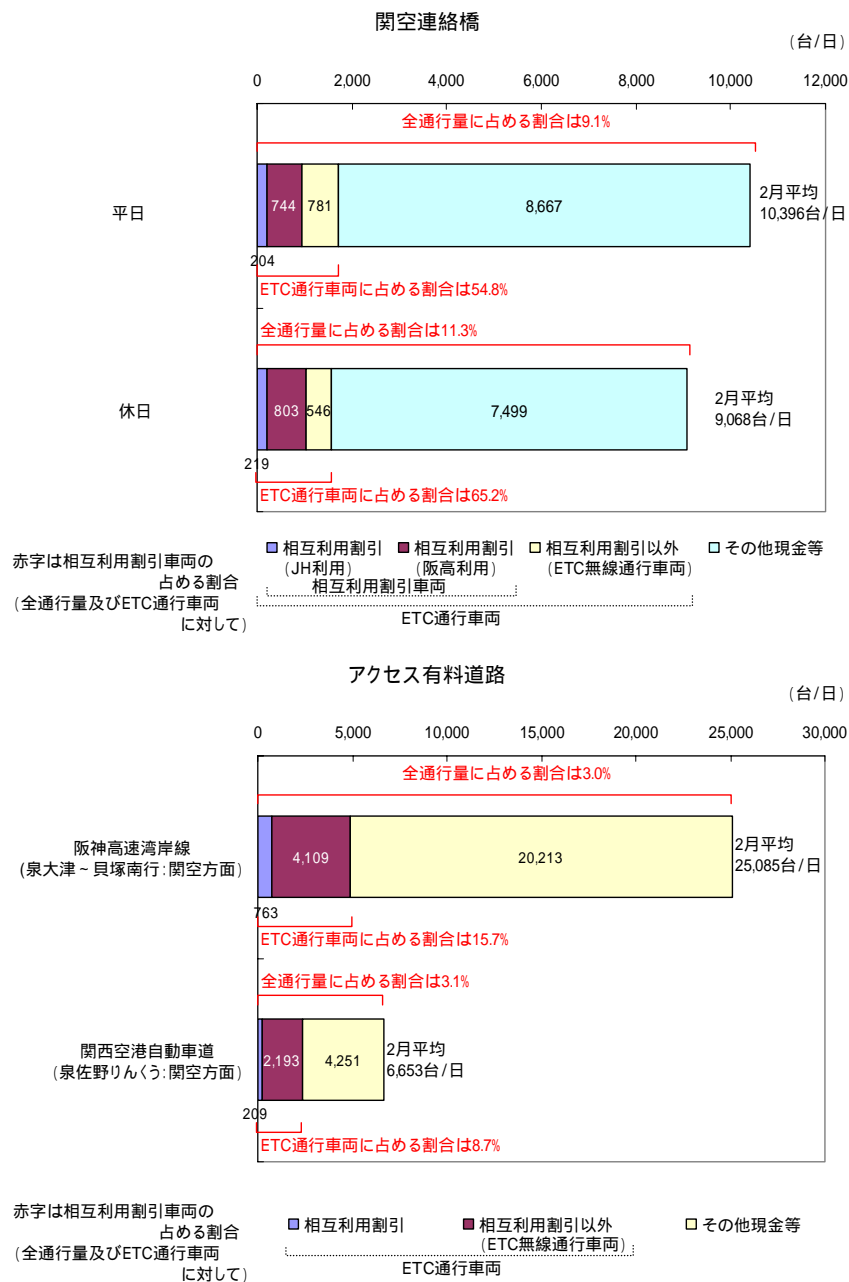 関空連絡橋
(台/日)
0 2,000 4,000 6,000 8,000 10,000 12,000
全通行量に占める割合は9.1%
平日
744 781 8,667
2月平均
10,396台/日
204
ETC通行車両に占める割合は54.8%
全通行量に占める割合は11.3%
休日
803 546 7,499
2月平均
9,068台/日
219
ETC通行車両に占める割合は65.2%
赤字は相互利用割引車両の
占める割合
(全通行量及びETC通行車両
に対して)
相互利用割引
(JH利用)
相互利用割引
(阪高利用)
相互利用割引以外
(ETC無線通行車両)
その他現金等
相互利用割引車両
ETC通行車両
アクセス有料道路
(台/日)
0 5,000 10,000 15,000 20,000 25,000 30,000
全通行量に占める割合は3.0%
阪神高速湾岸線
(泉大津~貝塚南行:関空方面)
4,109 20,213
2月平均
25,085台/日
763
ETC通行車両に占める割合は15.7%
全通行量に占める割合は3.1%
関西空港自動車道
(泉佐野りんくう:関空方面)
2,193 4,251
2月平均
6,653台/日
209
ETC通行車両に占める割合は8.7%
赤字は相互利用割引車両の
占める割合
(全通行量及びETC通行車両
に対して)
相互利用割引
相互利用割引以外
(ETC無線通行車両)
その他現金等
ETC通行車両